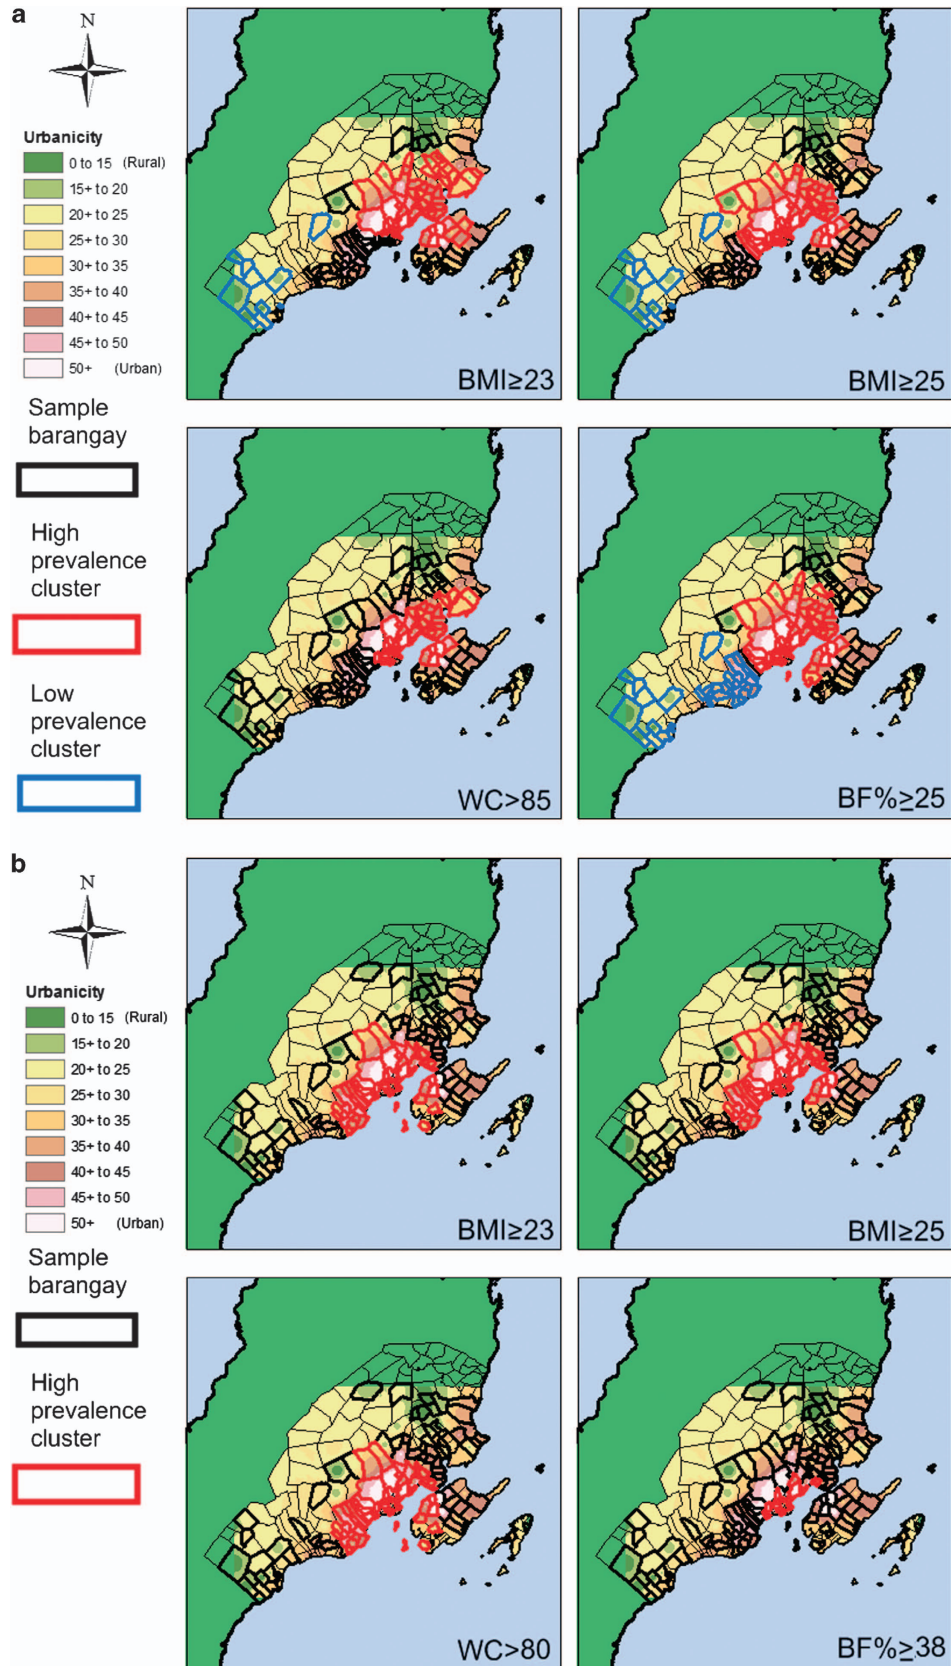 a
N
Urbanicity
0 to 15 (Rural)
15+ to 20
20+ to 25
25+ to 30
30+ to 35
35+ to 40
40+ to 45
45+ to 50
50+ (Urban)
Sample
barangay
High
prevalence
cluster
Low
prevalence
cluster
BMI≥23
BMI≥25
WC>85
BF%≥25
b
N
Urbanicity
0 to 15 (Rural)
15+ to 20
20+ to 25
25+ to 30
30+ to 35
35+ to 40
40+ to 45
45+ to 50
50+ (Urban)
Sample
barangay
High
prevalence
cluster
BMI≥23
BMI≥25
WC>80
BF%≥38